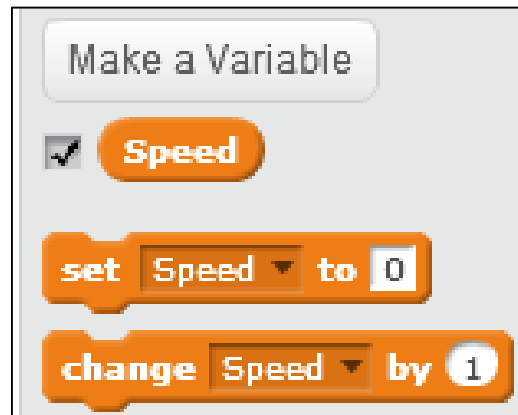 Make a Variable
Speed
set Speed to 0
change Speed by 1